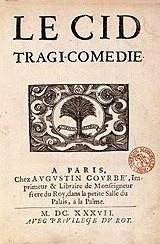 LE CID
TRAGI-COMEDIE.
A PARIS,
Chez AVGVSTIN COVRBE', Im-
primeur & Libraire de Monseigneur
frere du Roy, dans la petite Salle du
Palais, à la Palme.
M. DC. XXXVII.
AVEC PRIVILEGE DV ROY.